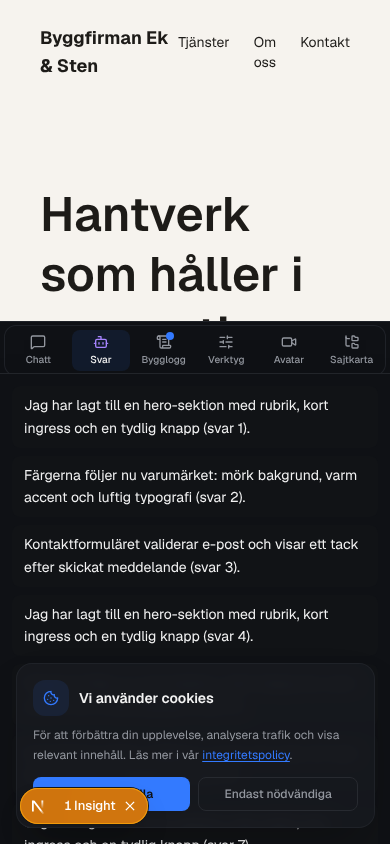 Byggfirman Ek
& Sten
Tjänster
Om
oss
Kontakt
Hantverk
som håller i
Chatt
Svar
Bygglogg
Verktyg
Avatar
Sajtkarta
Jag har lagt till en hero-sektion med rubrik, kort
ingress och en tydlig knapp (svar 1).
Färgerna följer nu varumärket: mörk bakgrund, varm
accent och luftig typografi (svar 2).
Kontaktformuläret validerar e-post och visar ett tack
efter skickat meddelande (svar 3).
Jag har lagt till en hero-sektion med rubrik, kort
ingress och en tydlig knapp (svar 4).
Vi använder cookies
För att förbättra din upplevelse, analysera trafik och visa
relevant innehåll. Läs mer i vår integritetspolicy.
Endast nödvändiga
N 1 Insight
ingress och en tydlig knapp (svar 7).